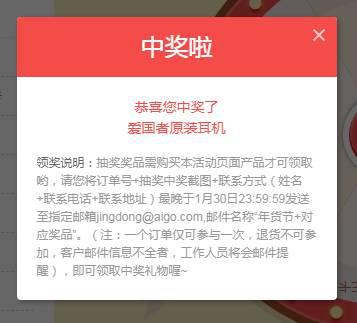 中奖啦
×
恭喜您中奖了
爱国者原装耳机
领奖说明：抽奖奖品需购买本活动页面产品才可领取
哟，请您将订单号+抽奖中奖截图+联系方式（姓名
+联系电话+联系地址）最晚于1月30日23:59:59发送
至指定邮箱jingdong@aigo.com,邮件名称“年货节+对
应奖品”。（注：一个订单仅可参与一次，退货不可参
加，客户邮件信息不全者，工作人员将会邮件提
醒），即可领取中奖礼物喔~